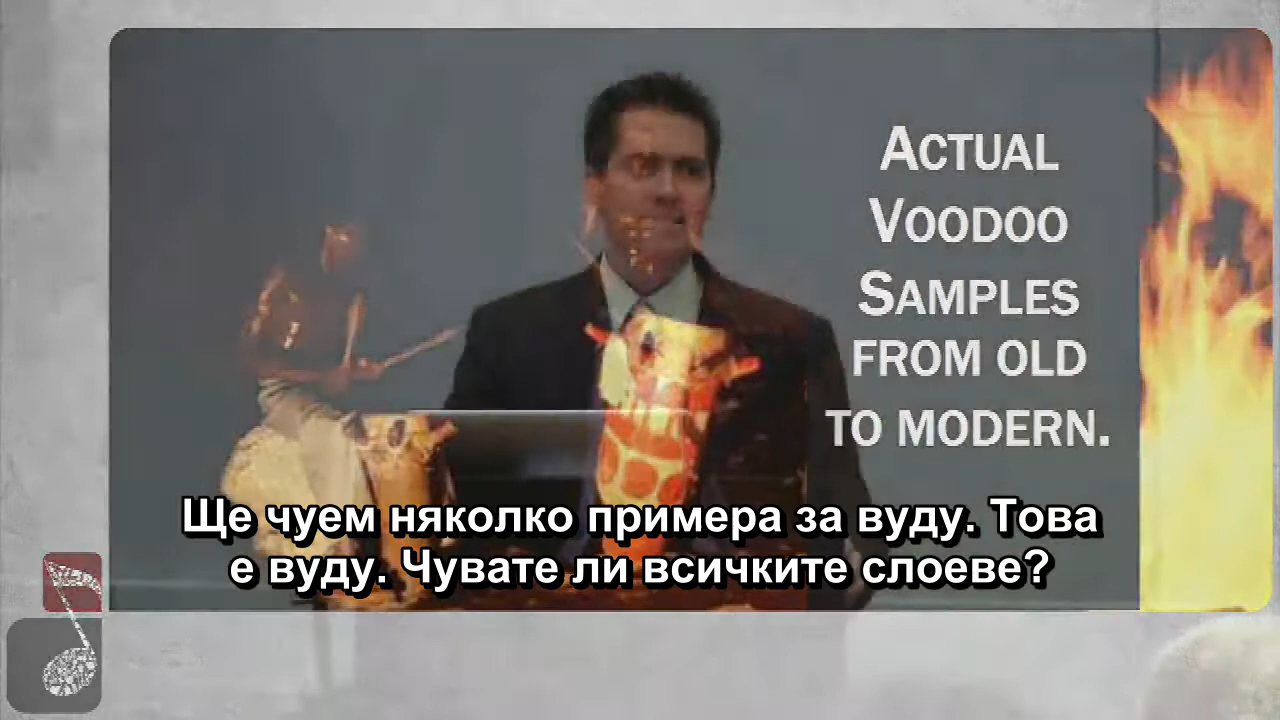 ACTUAL
VOODOO
SAMPLES
FROM OLD
TO MODERN.
Ще чуем няколко примера за вуду. Това
е вуду. Чувате ли всичките слоеве?